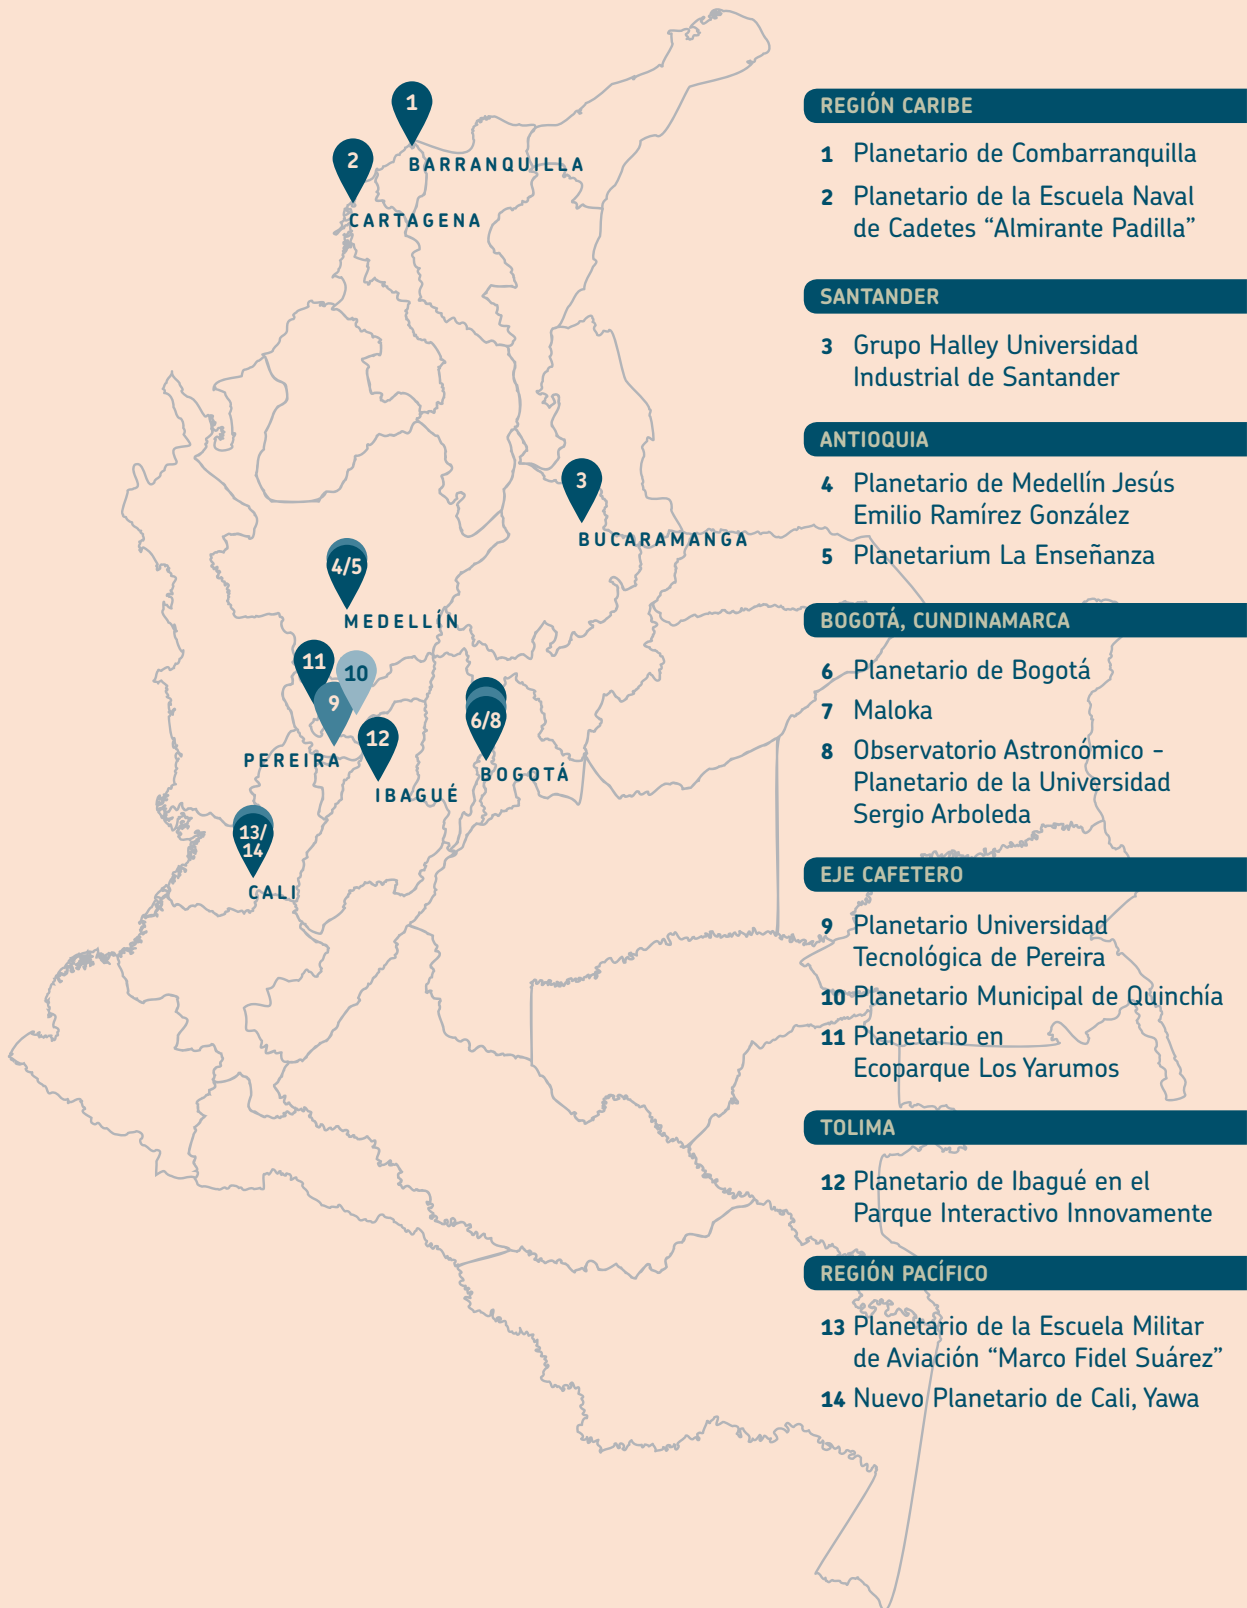 1
BARRANQUILLA
2
CARTAGENA
3
BUCARAMANGA
4/5
MEDELLÍN
11
10
9
PEREIRA
12
IBAGUÉ
6/8
BOGOTÁ
13/
14
CALI
REGIÓN CARIBE
1 Planetario de Combarranquilla
2 Planetario de la Escuela Naval
de Cadetes “Almirante Padilla”
SANTANDER
3 Grupo Halley Universidad
Industrial de Santander
ANTIOQUIA
4 Planetario de Medellín Jesús
Emilio Ramírez González
5 Planetarium La Enseñanza
BOGOTÁ, CUNDINAMARCA
6 Planetario de Bogotá
7 Maloka
8 Observatorio Astronómico –
Planetario de la Universidad
Sergio Arboleda
EJE CAFETERO
9 Planetario Universidad
Tecnológica de Pereira
10 Planetario Municipal de Quinchía
11 Planetario en
Ecoparque Los Yarumos
TOLIMA
12 Planetario de Ibagué en el
Parque Interactivo Innovamente
REGIÓN PACÍFICO
13 Planetario de la Escuela Militar
de Aviación “Marco Fidel Suárez”
14 Nuevo Planetario de Cali, Yawa